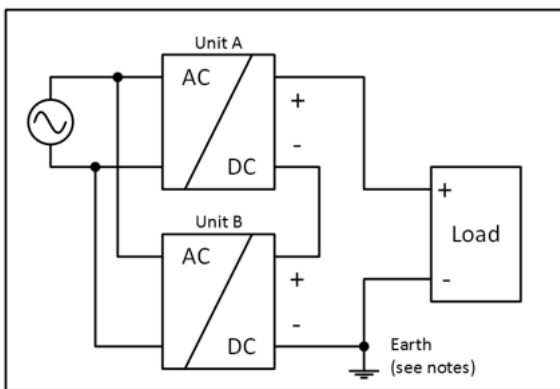 Unit A
AC
+
-
DC
+
Load
-
Unit B
AC
+
-
DC
Earth
(see notes)